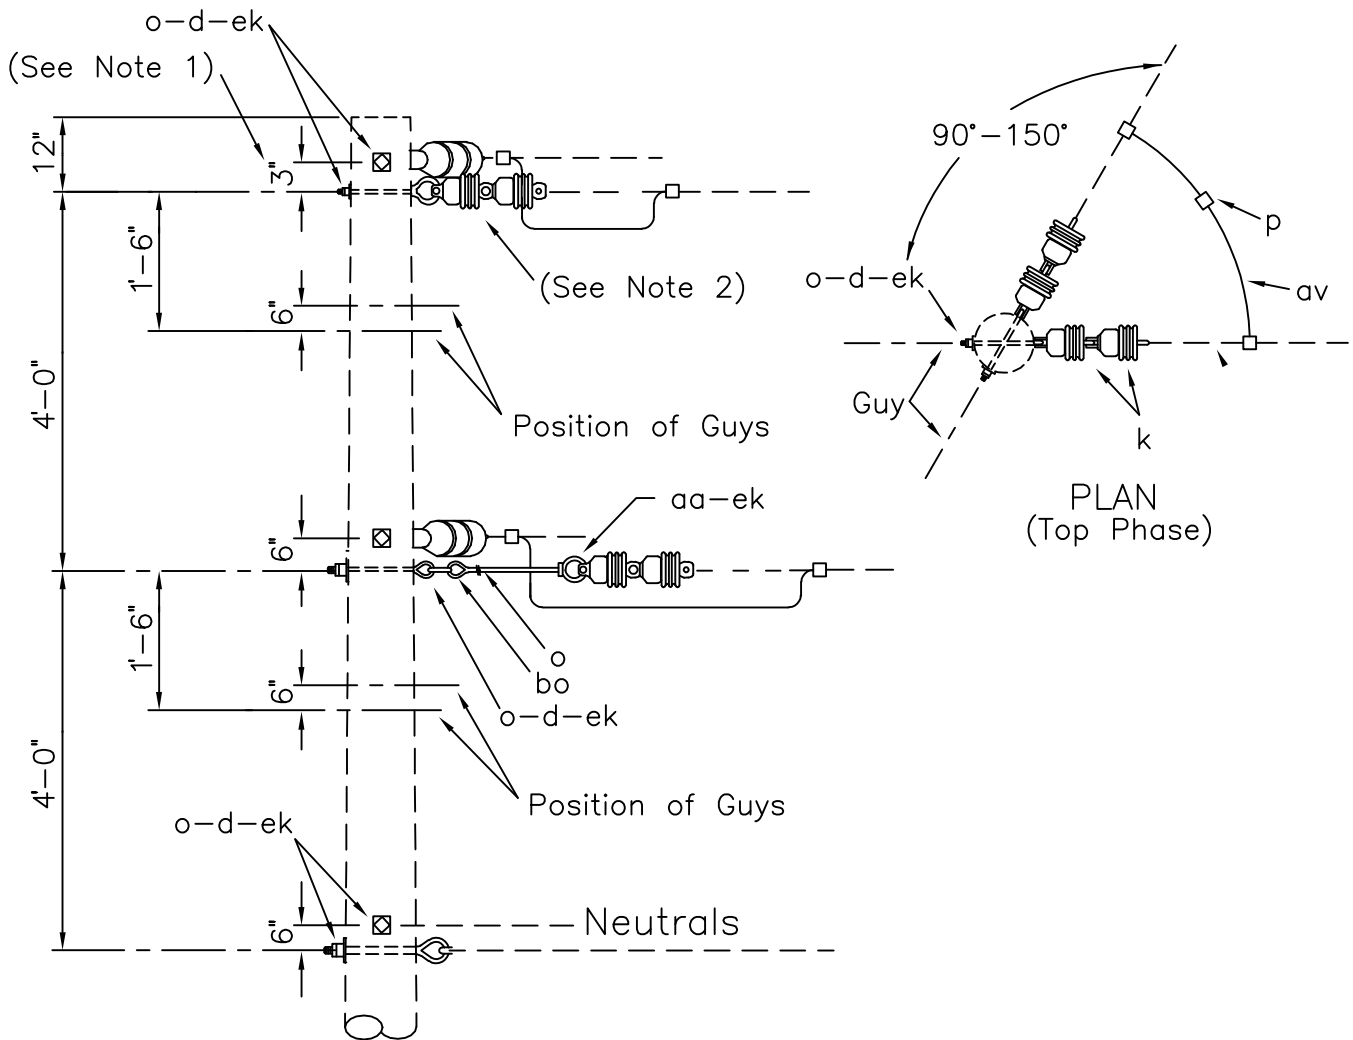 o-d-ek
(See Note 1)
12"
3"
1'-6"
6"
4'-0"
(See Note 2)
Position of Guys
6"
aa-ek
1'-6"
6"
4'-0"
o
bo
o-d-ek
Position of Guys
o-d-ek
6"
Neutrals
90°-150°
p
o-d-ek
av
Guy
k
PLAN
(Top Phase)